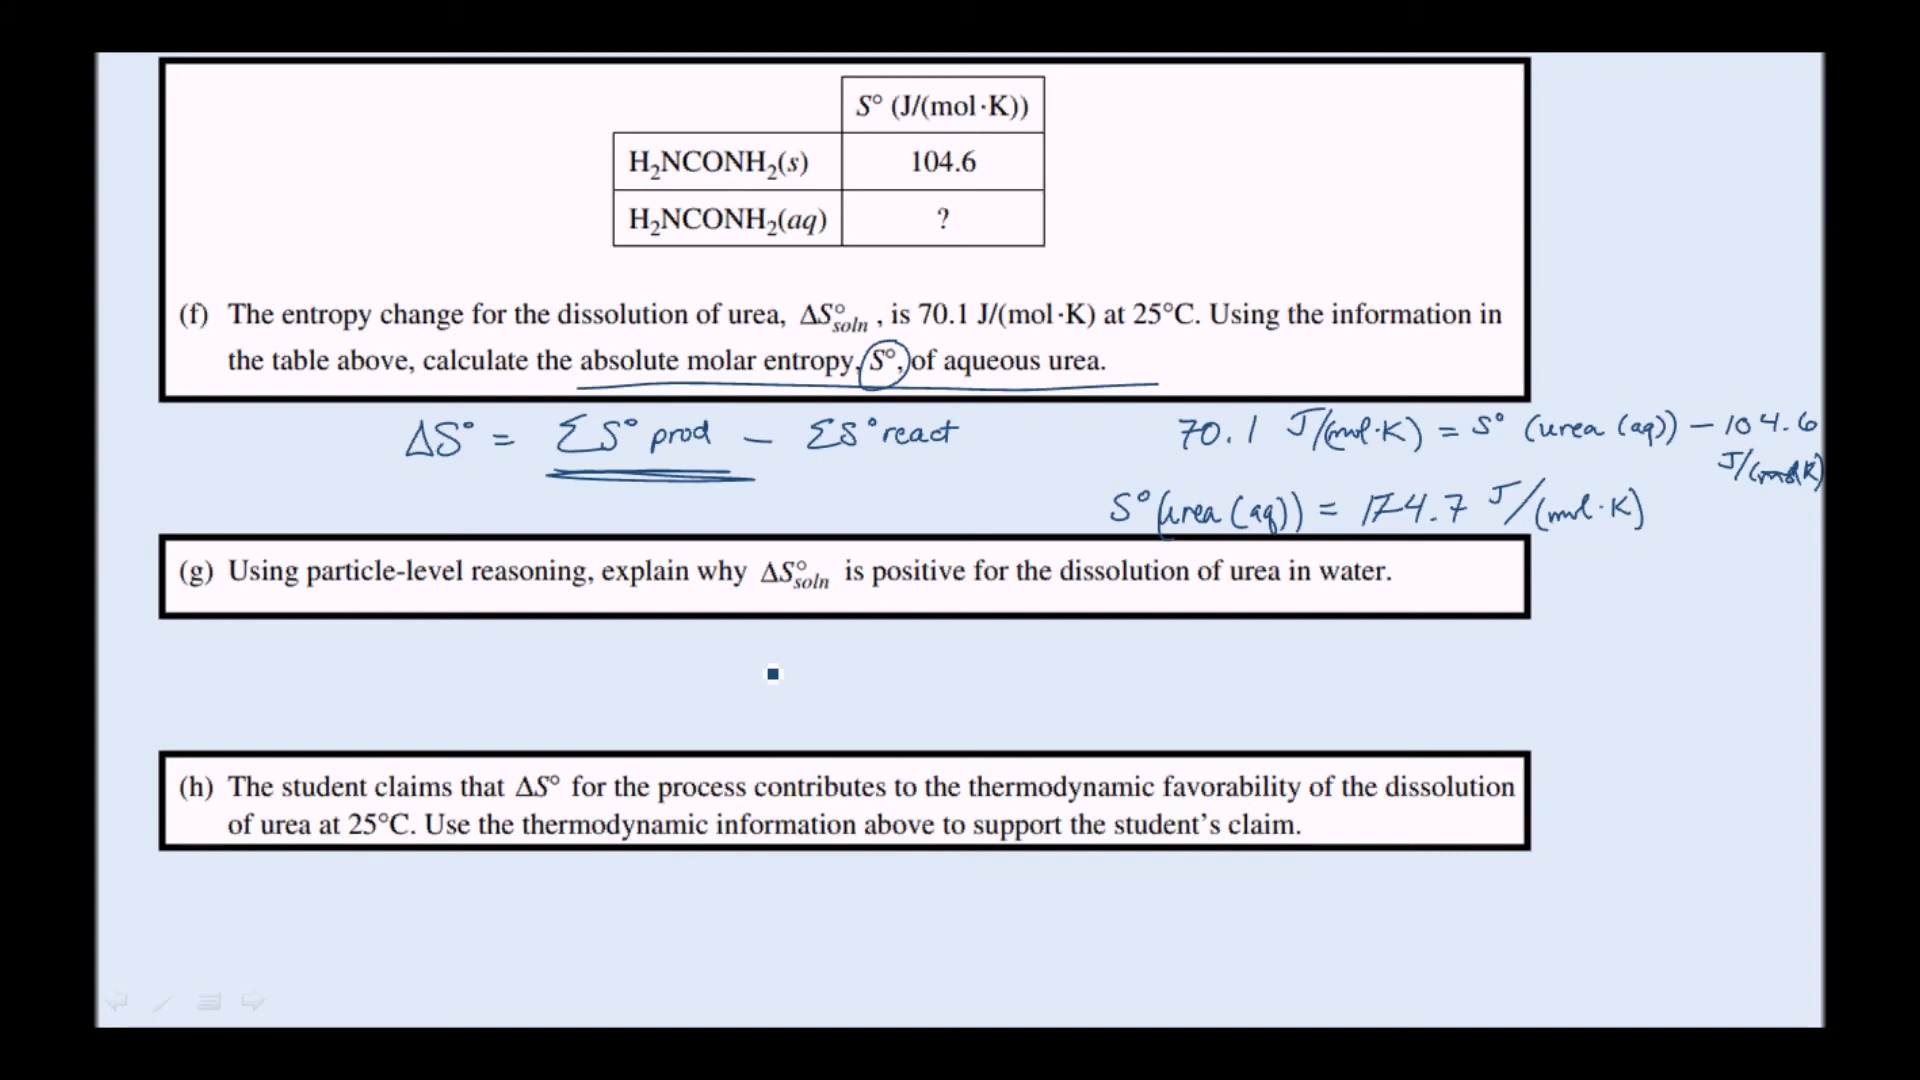 S° (J/(mol·K))
H₂NCONH₂(s) 104.6
H₂NCONH₂(aq) ?
(f) The entropy change for the dissolution of urea, ΔS°soln , is 70.1 J/(mol·K) at 25°C. Using the information in
the table above, calculate the absolute molar entropy, S°, of aqueous urea.
ΔS° = ΣS° prod – ΣS° react
70.1 J/(mol·K) = S° (urea (aq)) – 104.6
J/(mol K)
S°(urea (aq)) = 174.7 J/(mol·K)
(g) Using particle-level reasoning, explain why ΔS°soln is positive for the dissolution of urea in water.
(h) The student claims that ΔS° for the process contributes to the thermodynamic favorability of the dissolution
of urea at 25°C. Use the thermodynamic information above to support the student's claim.